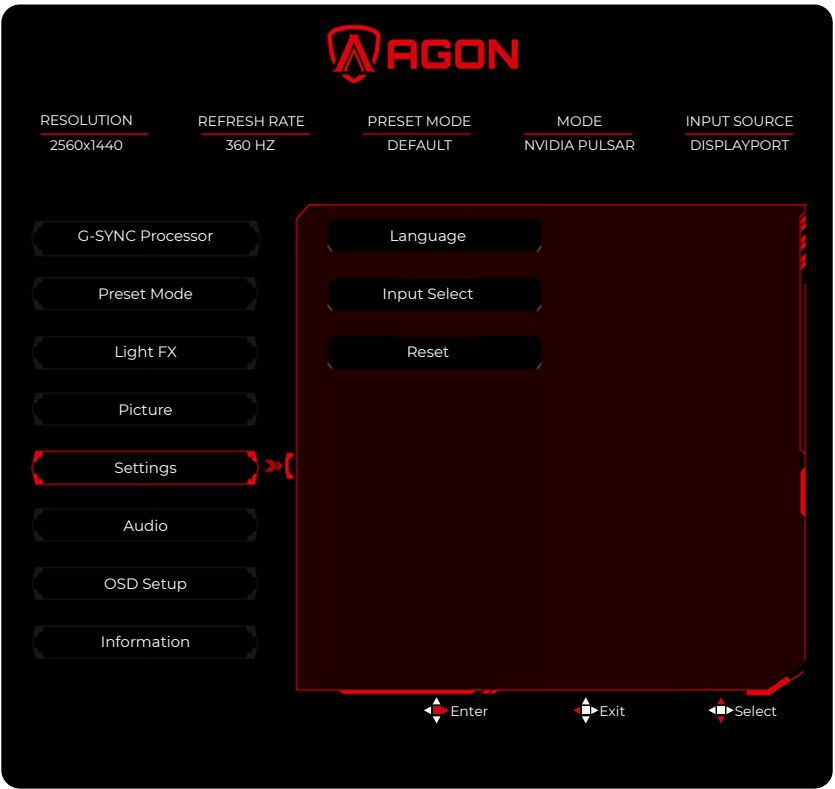 AGON
RESOLUTION
2560x1440
REFRESH RATE
360 HZ
PRESET MODE
DEFAULT
MODE
NVIDIA PULSAR
INPUT SOURCE
DISPLAYPORT
G-SYNC Processor
Preset Mode
Light FX
Picture
Settings
Audio
OSD Setup
Information
Language
Input Select
Reset
Enter
Exit
Select